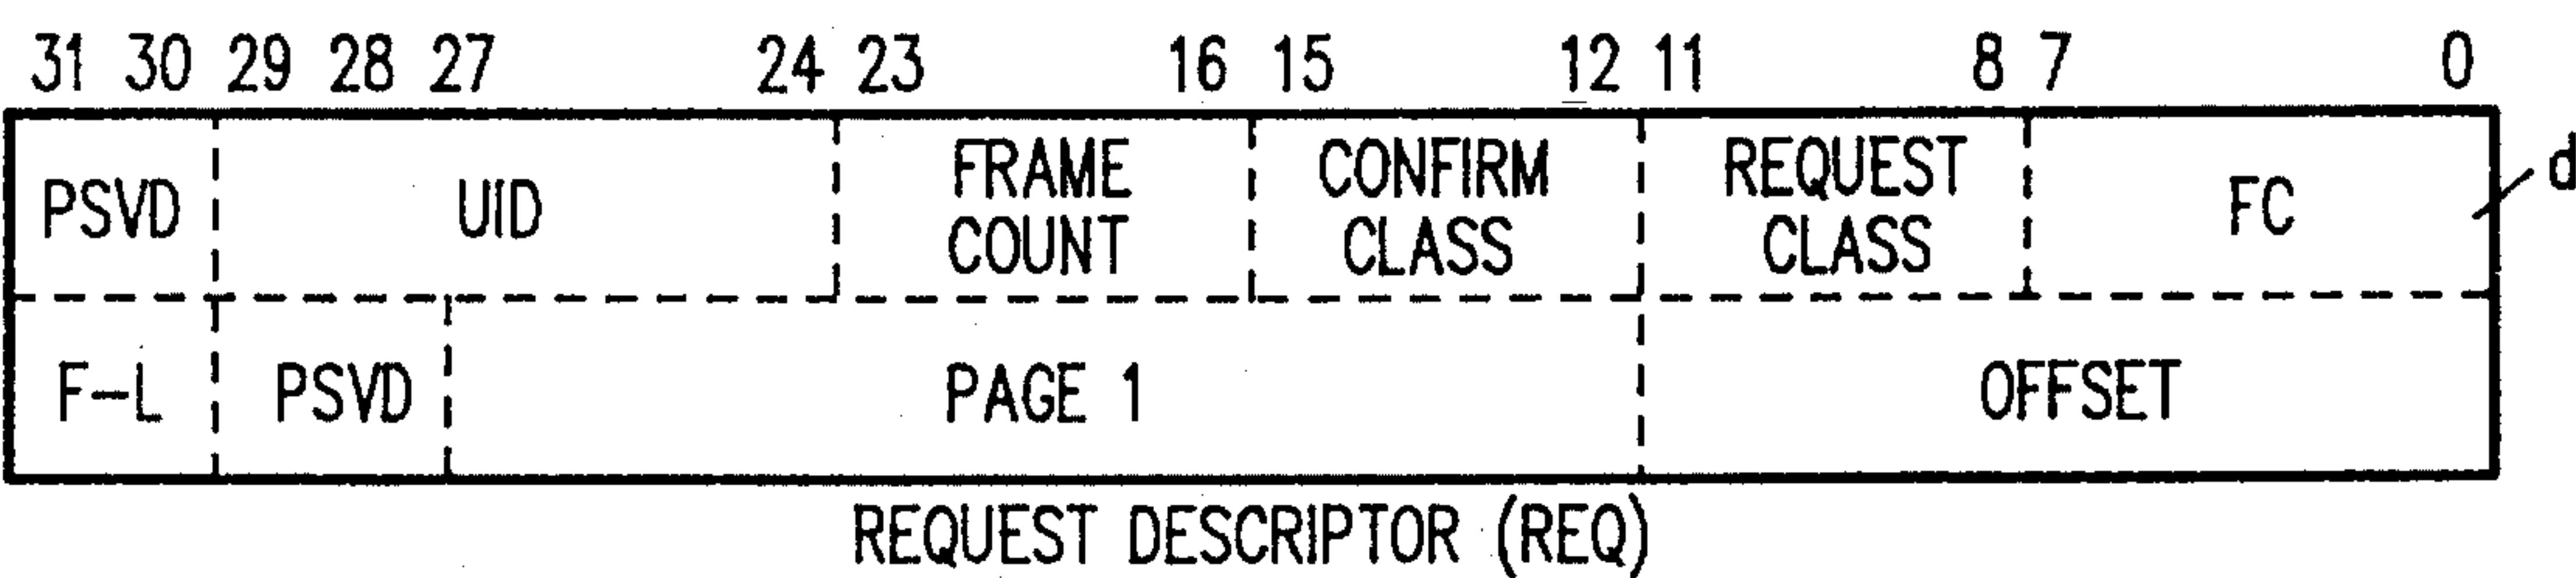 31 30 29 28 27 24 23 16 15 12 11 8 7 0
PSVD UID FRAME COUNT CONFIRM CLASS REQUEST CLASS FC d
F-L PSVD PAGE 1 OFFSET
REQUEST DESCRIPTOR (REQ)